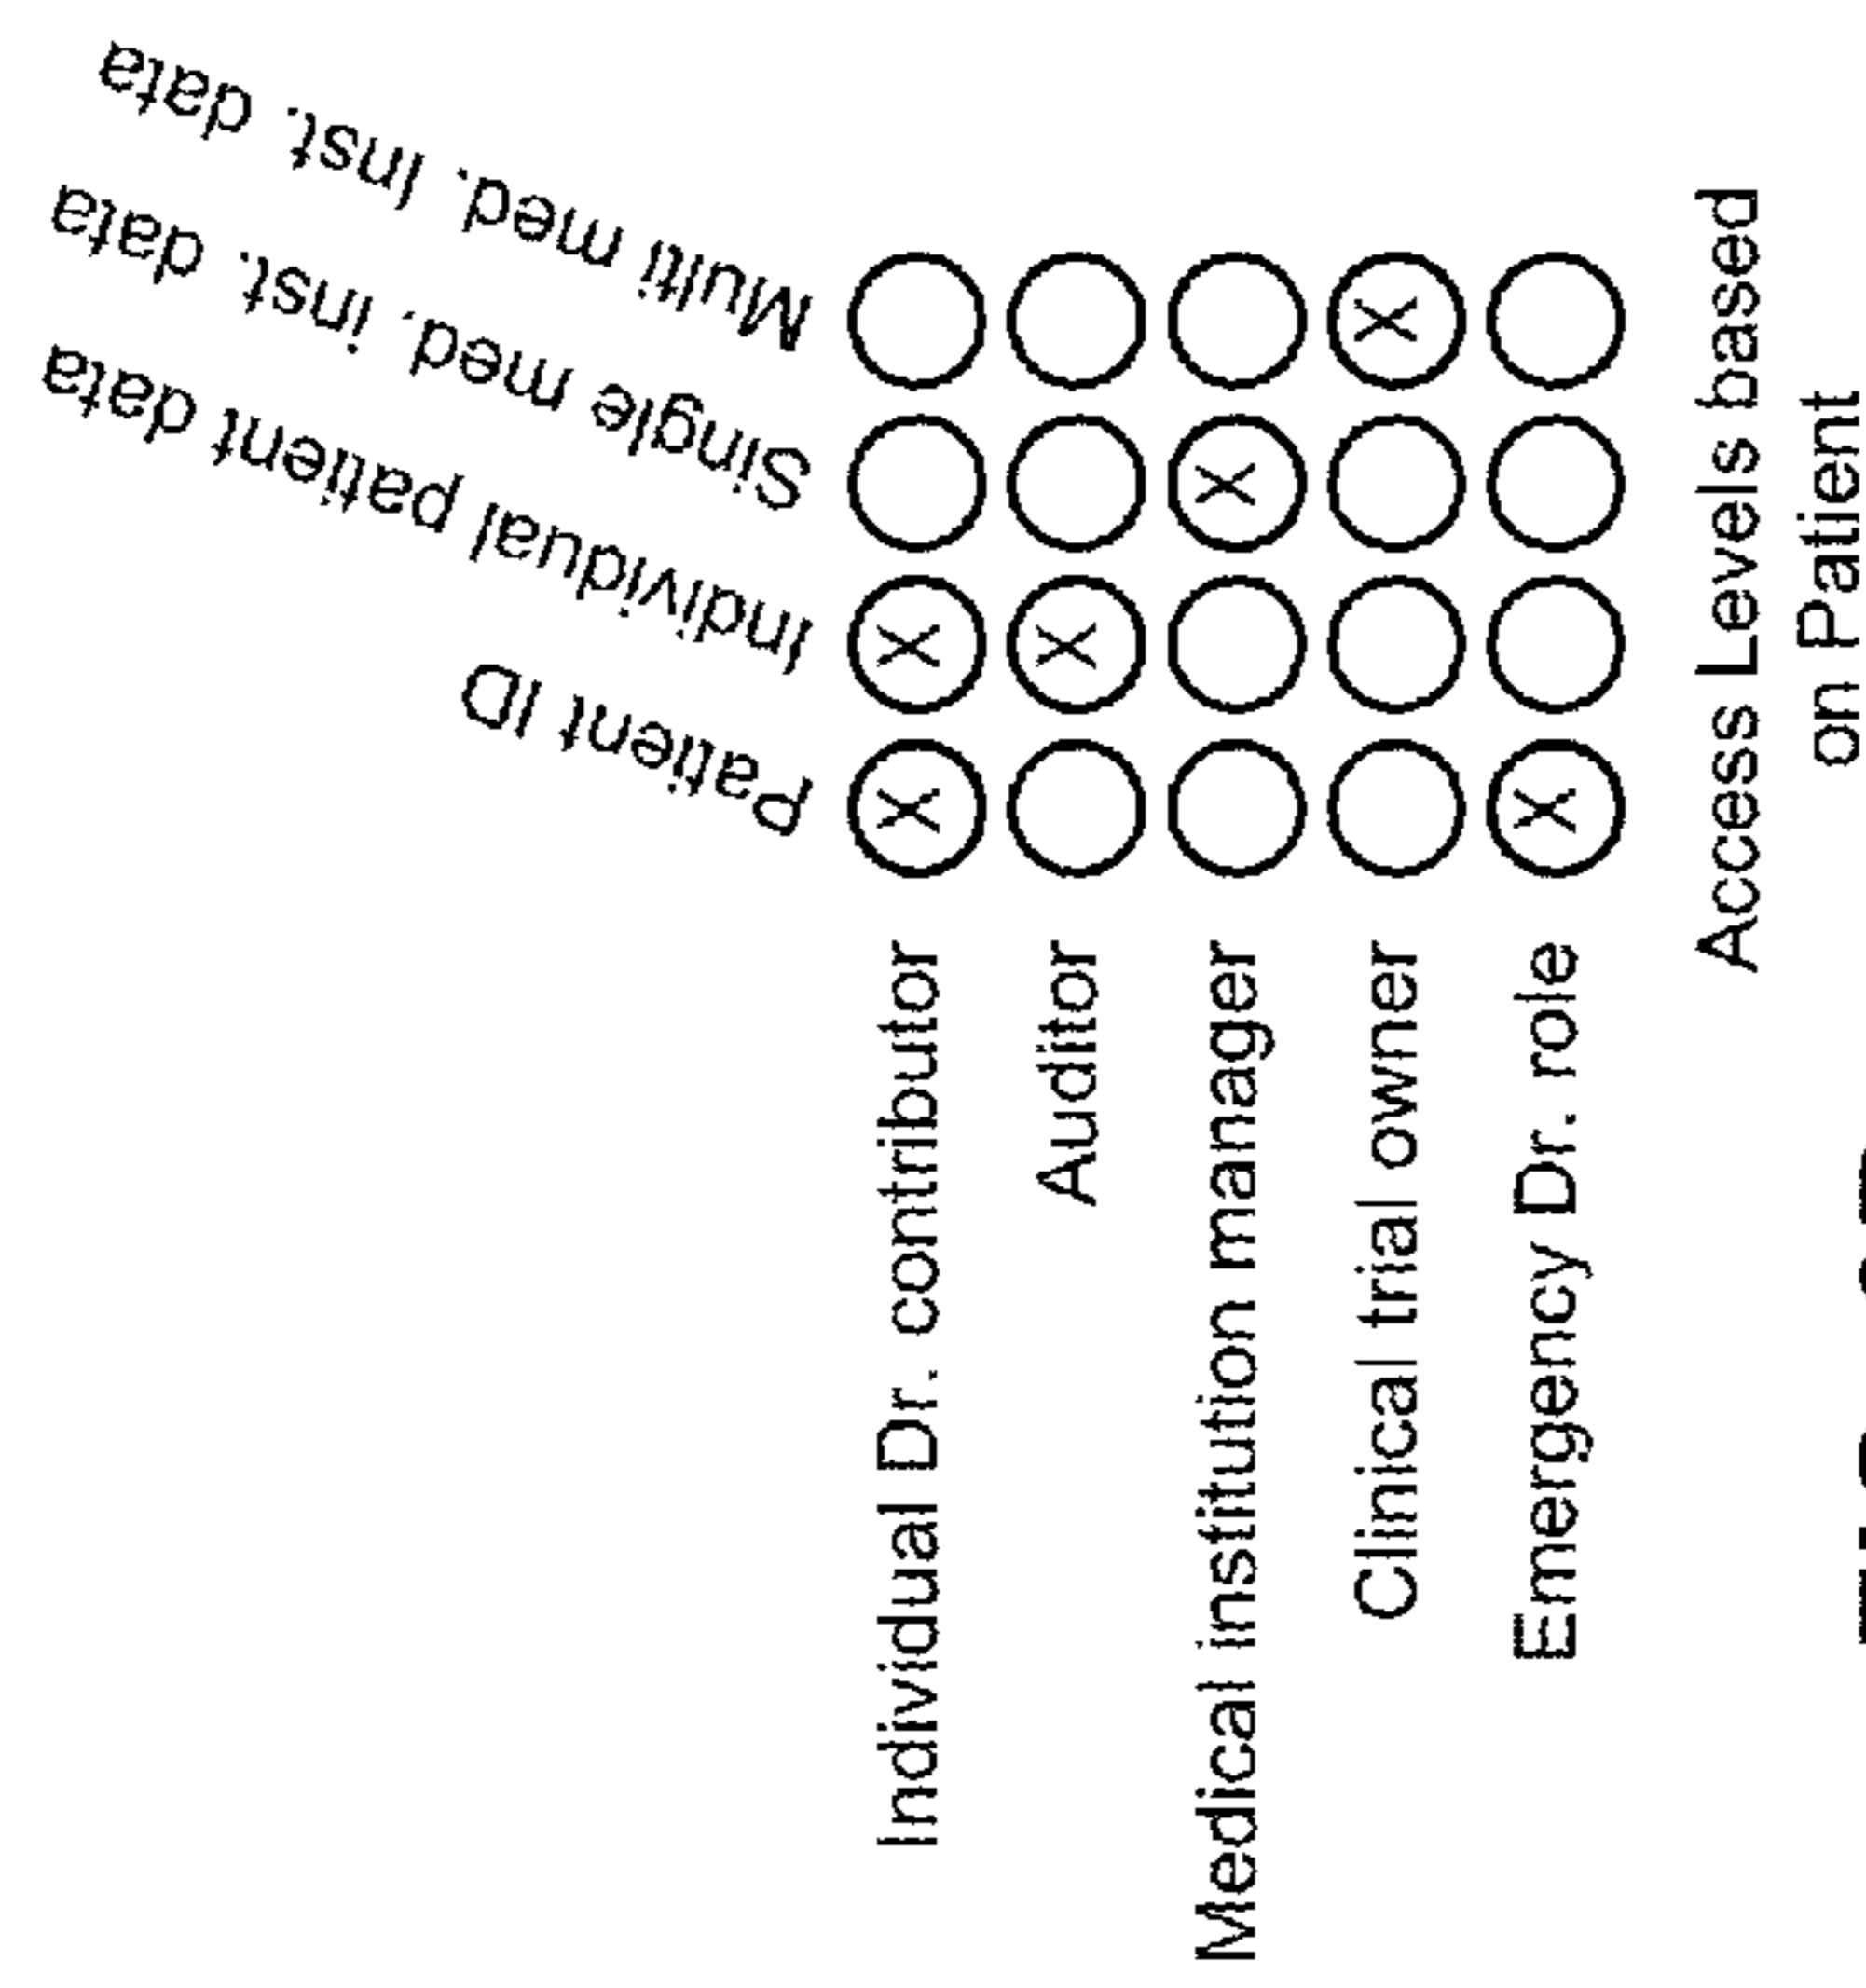 Patient ID
Individual patient data
Single med. inst. data
Multi med. Inst. data
Individual Dr. contributor X X
Auditor X
Medical institution manager X
Clinical trial owner X
Emergency Dr. role X
Access Levels based
on Patient